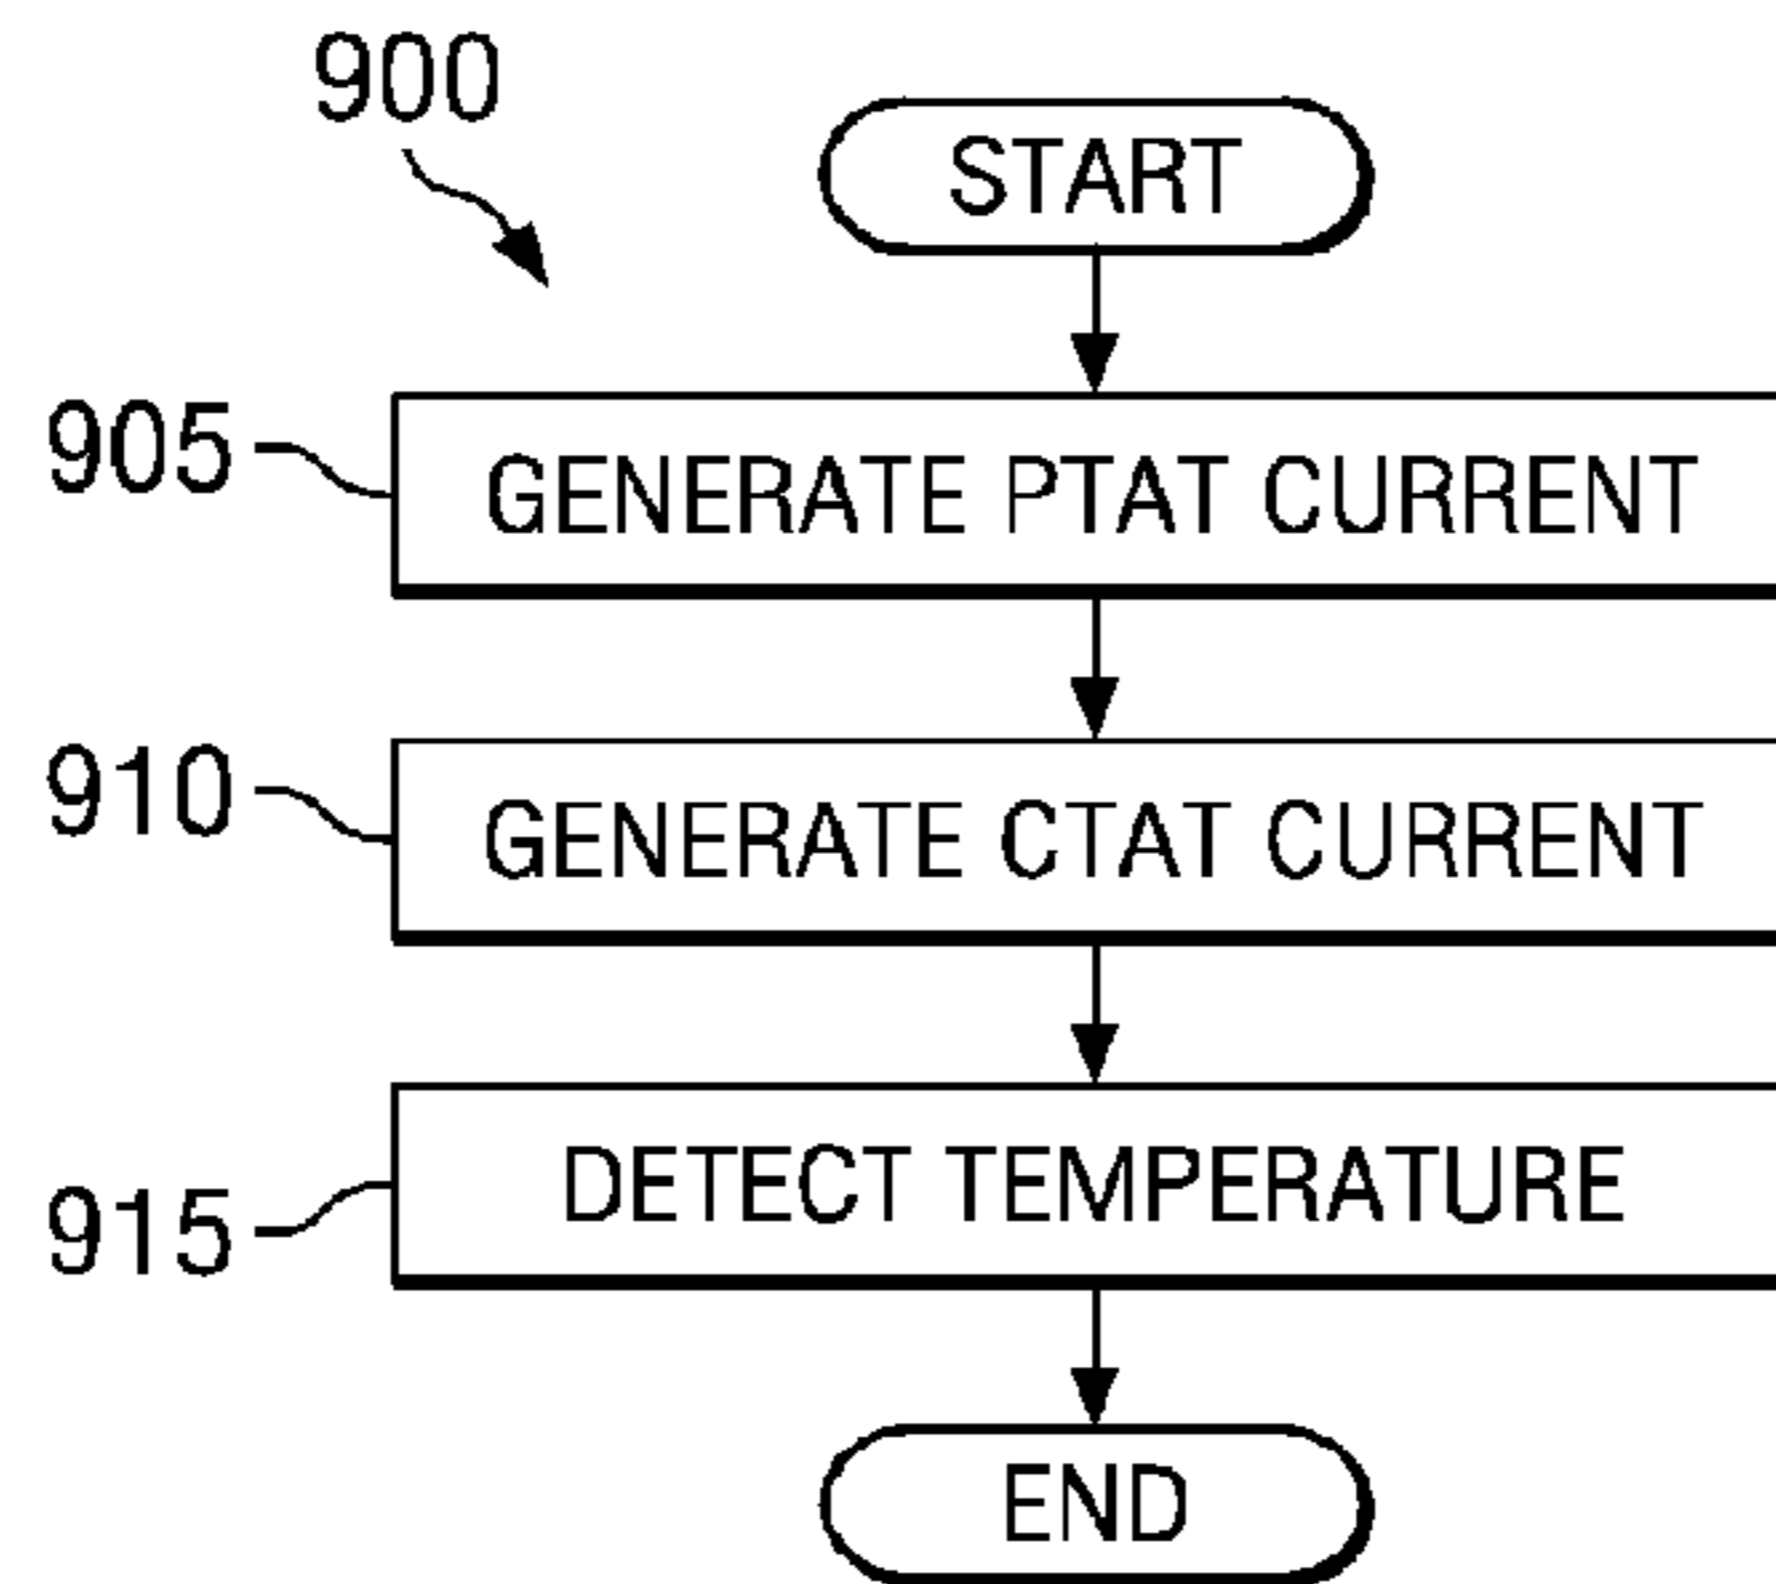 900
START
905
GENERATE PTAT CURRENT
910
GENERATE CTAT CURRENT
915
DETECT TEMPERATURE
END